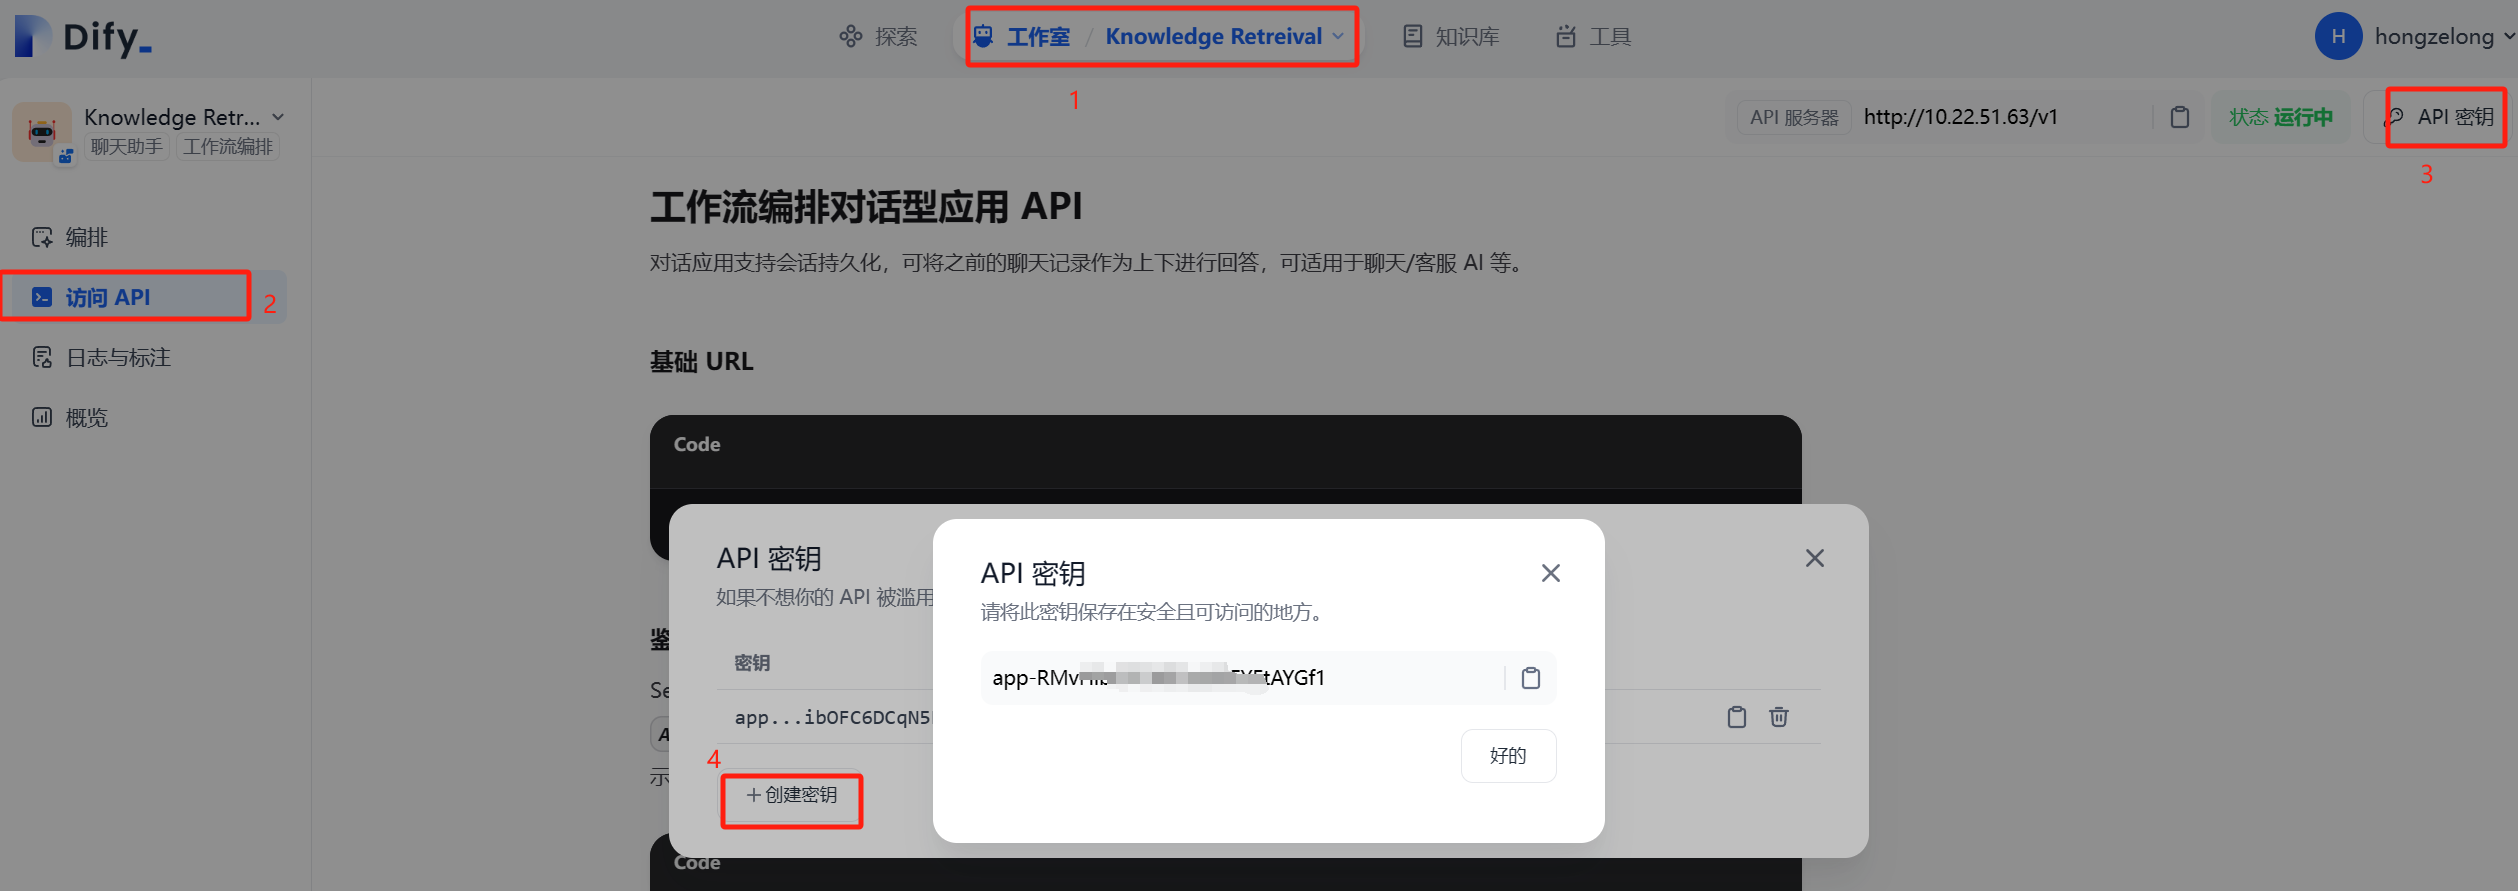 Dify_
探索
工作室 / Knowledge Retreival
知识库
工具
H
hongzelong
1
Knowledge Retr...
聊天助手
工作流编排
API 服务器
http://10.22.51.63/v1
状态 运行中
API 密钥
3
工作流编排对话型应用 API
对话应用支持会话持久化，可将之前的聊天记录作为上下进行回答，可适用于聊天/客服 AI 等。
编排
访问 API
2
日志与标注
概览
基础 URL
Code
API 密钥
如果不想你的 API 被滥用
密钥
app...ibOFC6DCqN5
4
+创建密钥
API 密钥
请将此密钥保存在安全且可访问的地方。
app-RMv tAYGf1
好的
鉴
Se
A
示
Code